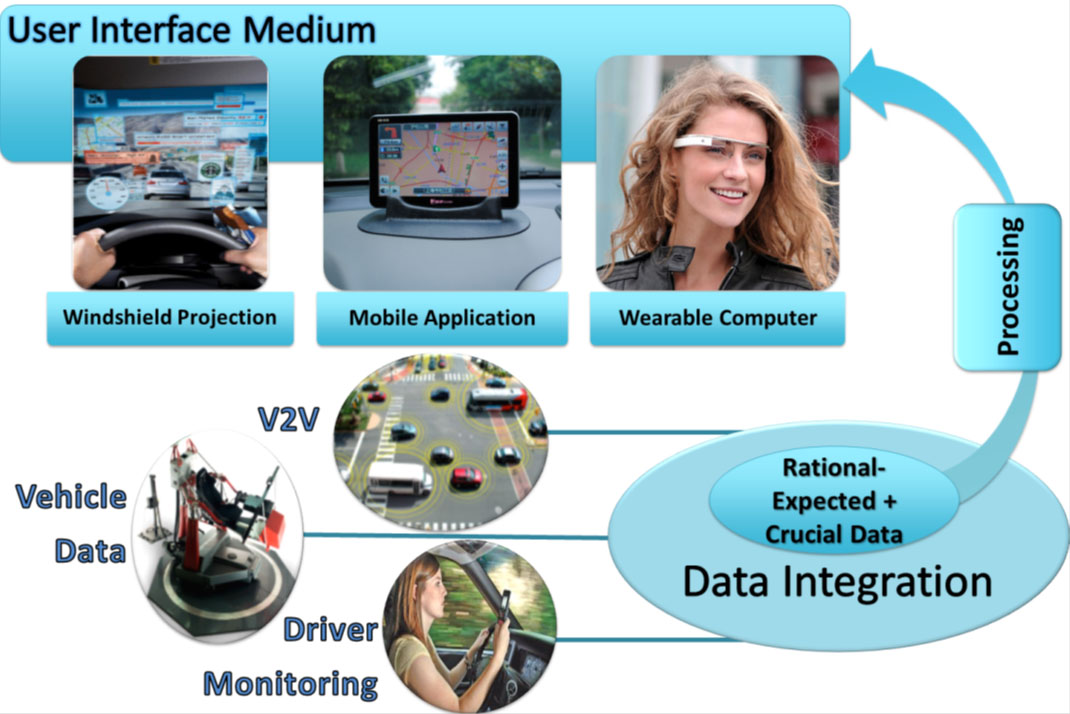 User Interface Medium
Windshield Projection
Mobile Application
Wearable Computer
Processing
V2V
Vehicle
Data
Driver
Monitoring
Rational-
Expected +
Crucial Data
Data Integration